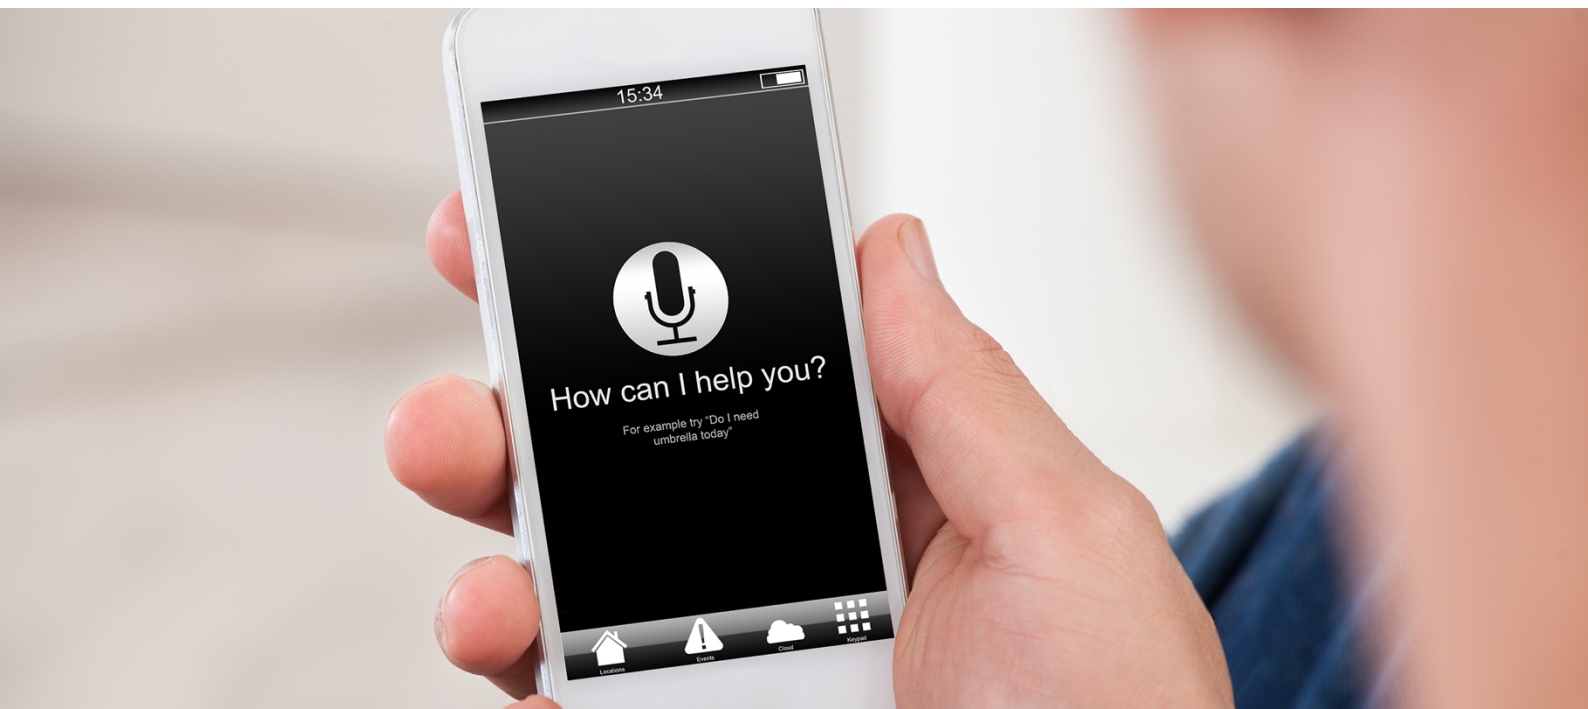 15:34
How can I help you?
For example try "Do I need
umbrella today"
Locations
Events
Cloud
Keypad